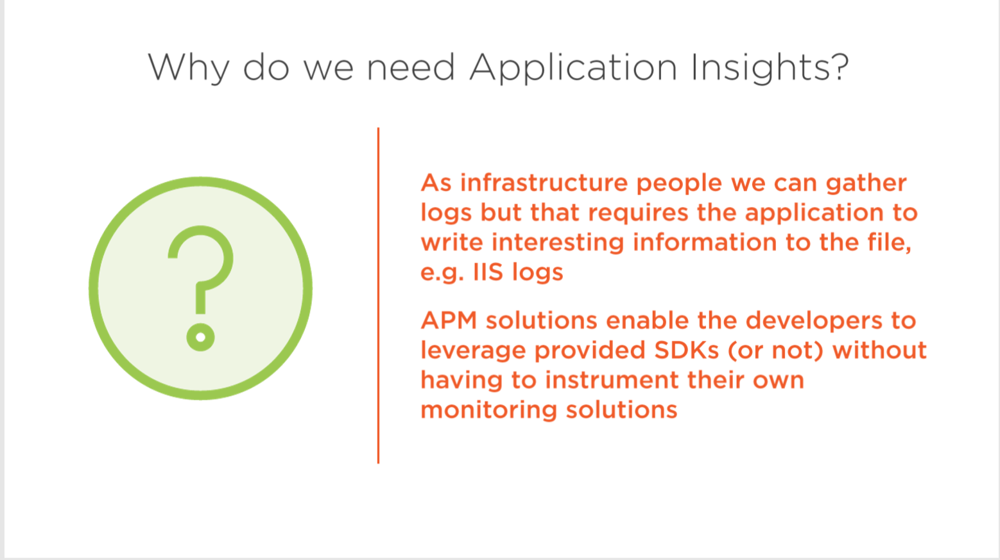 Why do we need Application Insights?
As infrastructure people we can gather
logs but that requires the application to
write interesting information to the file,
e.g. IIS logs
APM solutions enable the developers to
leverage provided SDKs (or not) without
having to instrument their own
monitoring solutions